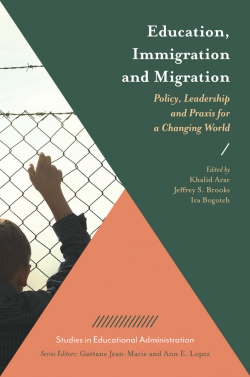 Education,
Immigration
and Migration
Policy, Leadership
and Praxis for
a Changing World
Edited by
Khalid Arar
Jeffrey S. Brooks
Ira Bogotch
Studies in Educational Administration
Series Editors: Gaëtane Jean-Marie and Ann E. Lopez